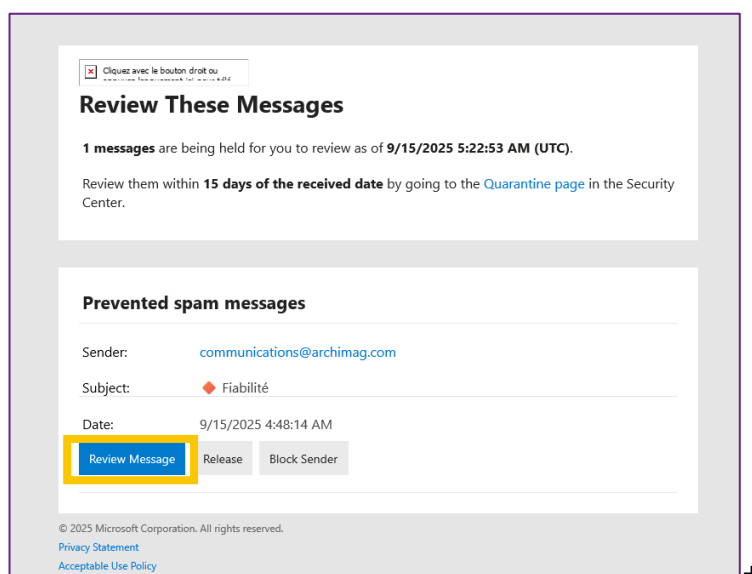 Cliquez avec le bouton droit ou
Review These Messages
1 messages are being held for you to review as of 9/15/2025 5:22:53 AM (UTC).
Review them within 15 days of the received date by going to the Quarantine page in the Security
Center.
Prevented spam messages
Sender: communications@archimag.com
Subject: Fiabilité
Date: 9/15/2025 4:48:14 AM
Review Message Release Block Sender
© 2025 Microsoft Corporation. All rights reserved.
Privacy Statement
Acceptable Use Policy